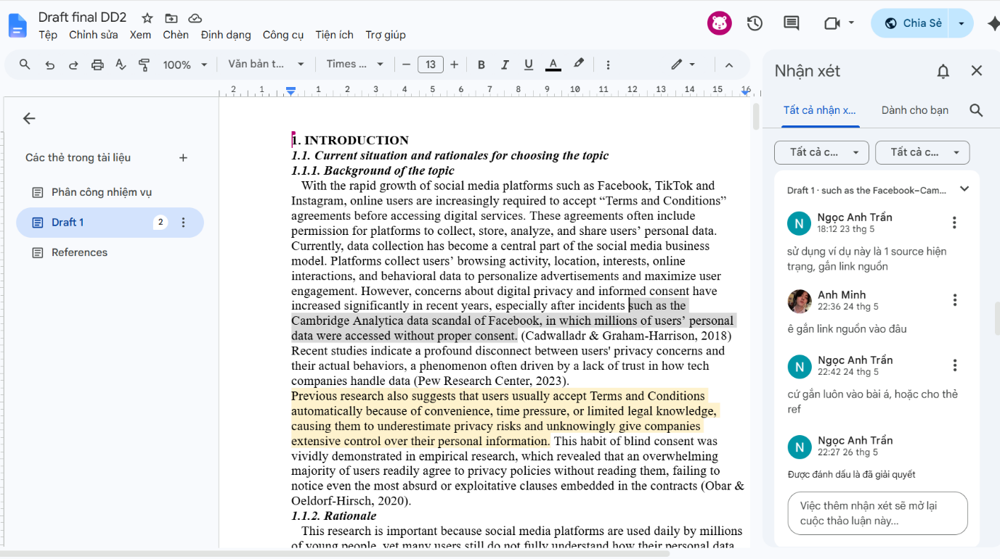 Draft final DD2
Tệp Chỉnh sửa Xem Chèn Định dạng Công cụ Tiện ích Trợ giúp
Chia Sẻ
100% Văn bản t... Times ... 13 B I U A
2 1 1 2 3 4 5 6 7 8 9 10 11 12 13 14 15 16
Các thẻ trong tài liệu
Phân công nhiệm vụ
Draft 1 2
References
1. INTRODUCTION
1.1. Current situation and rationales for choosing the topic
1.1.1. Background of the topic
With the rapid growth of social media platforms such as Facebook, TikTok and
Instagram, online users are increasingly required to accept “Terms and Conditions”
agreements before accessing digital services. These agreements often include
permission for platforms to collect, store, analyze, and share users’ personal data.
Currently, data collection has become a central part of the social media business
model. Platforms collect users’ browsing activity, location, interests, online
interactions, and behavioral data to personalize advertisements and maximize user
engagement. However, concerns about digital privacy and informed consent have
increased significantly in recent years, especially after incidents such as the
Cambridge Analytica data scandal of Facebook, in which millions of users’ personal
data were accessed without proper consent. (Cadwalladr & Graham-Harrison, 2018)
Recent studies indicate a profound disconnect between users' privacy concerns and
their actual behaviors, a phenomenon often driven by a lack of trust in how tech
companies handle data (Pew Research Center, 2023).
Previous research also suggests that users usually accept Terms and Conditions
automatically because of convenience, time pressure, or limited legal knowledge,
causing them to underestimate privacy risks and unknowingly give companies
extensive control over their personal information. This habit of blind consent was
vividly demonstrated in empirical research, which revealed that an overwhelming
majority of users readily agree to privacy policies without reading them, failing to
notice even the most absurd or exploitative clauses embedded in the contracts (Obar &
Oeldorf-Hirsch, 2020).
1.1.2. Rationale
This research is important because social media platforms are used daily by millions
of young people, yet many users still do not fully understand how their personal data
Nhận xét
Tất cả nhận x... Dành cho bạn
Tất cả c... Tất cả c...
Draft 1 · such as the Facebook–Cam...
N
Ngọc Anh Trần
18:12 23 thg 5
sử dụng ví dụ này là 1 source hiện
trạng, gắn link nguồn
Anh Minh
22:36 24 thg 5
ê gắn link nguồn vào đâu
N
Ngọc Anh Trần
22:42 24 thg 5
cứ gắn luôn vào bài á, hoặc cho thẻ
ref
N
Ngọc Anh Trần
22:27 26 thg 5
Được đánh dấu là đã giải quyết
Việc thêm nhận xét sẽ mở lại
cuộc thảo luận này...